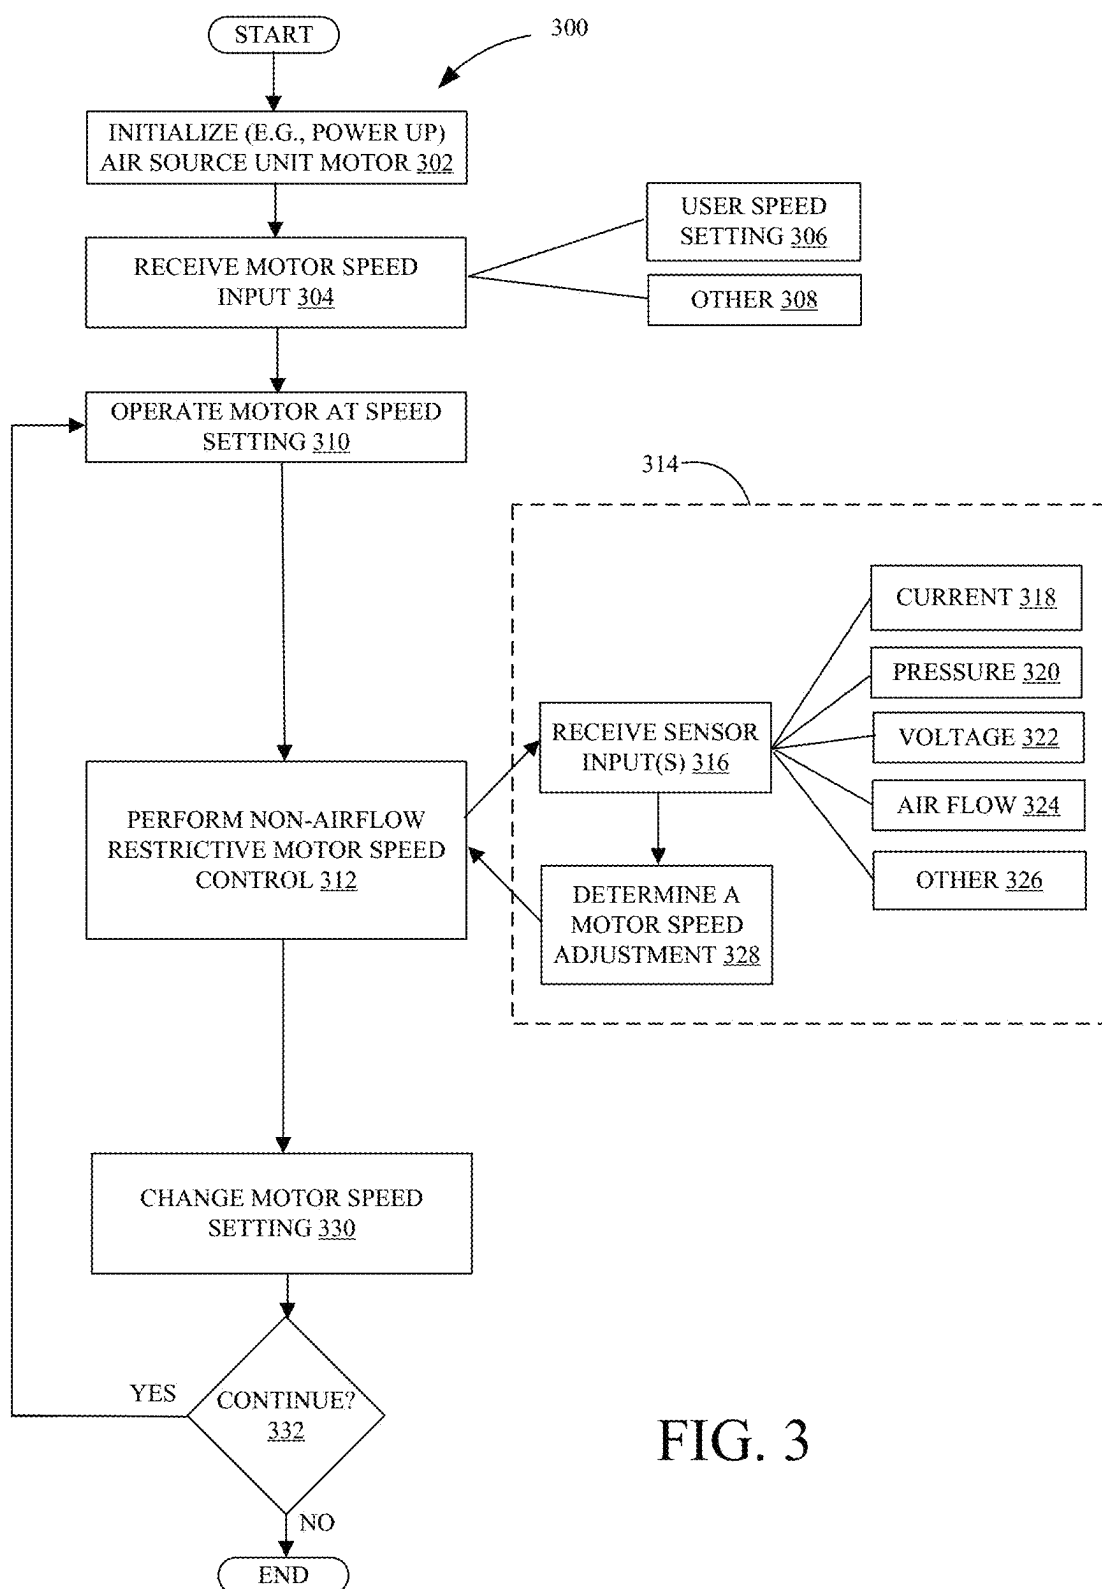 START
300
INITIALIZE (E.G., POWER UP)
AIR SOURCE UNIT MOTOR 302
RECEIVE MOTOR SPEED
INPUT 304
USER SPEED
SETTING 306
OTHER 308
OPERATE MOTOR AT SPEED
SETTING 310
314
PERFORM NON-AIRFLOW
RESTRICTIVE MOTOR SPEED
CONTROL 312
RECEIVE SENSOR
INPUT(S) 316
CURRENT 318
PRESSURE 320
VOLTAGE 322
AIR FLOW 324
OTHER 326
DETERMINE A
MOTOR SPEED
ADJUSTMENT 328
CHANGE MOTOR SPEED
SETTING 330
CONTINUE?
332
YES
NO
END
FIG. 3